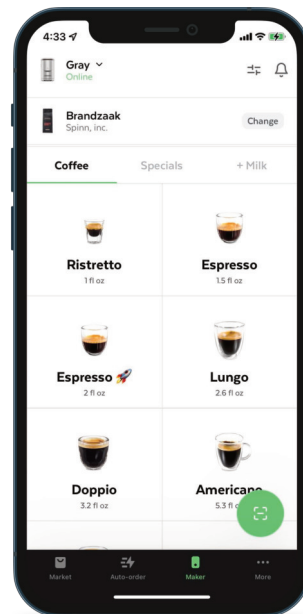 4:33
Gray
Online
Brandzaak
Spinn, inc.
Change
Coffee
Specials
+ Milk
Ristretto
1 fl oz
Espresso
1.5 fl oz
Espresso 🚀
2 fl oz
Lungo
2.6 fl oz
Doppio
3.2 fl oz
Americano
5.3 fl oz
Market
Auto-order
Maker
More